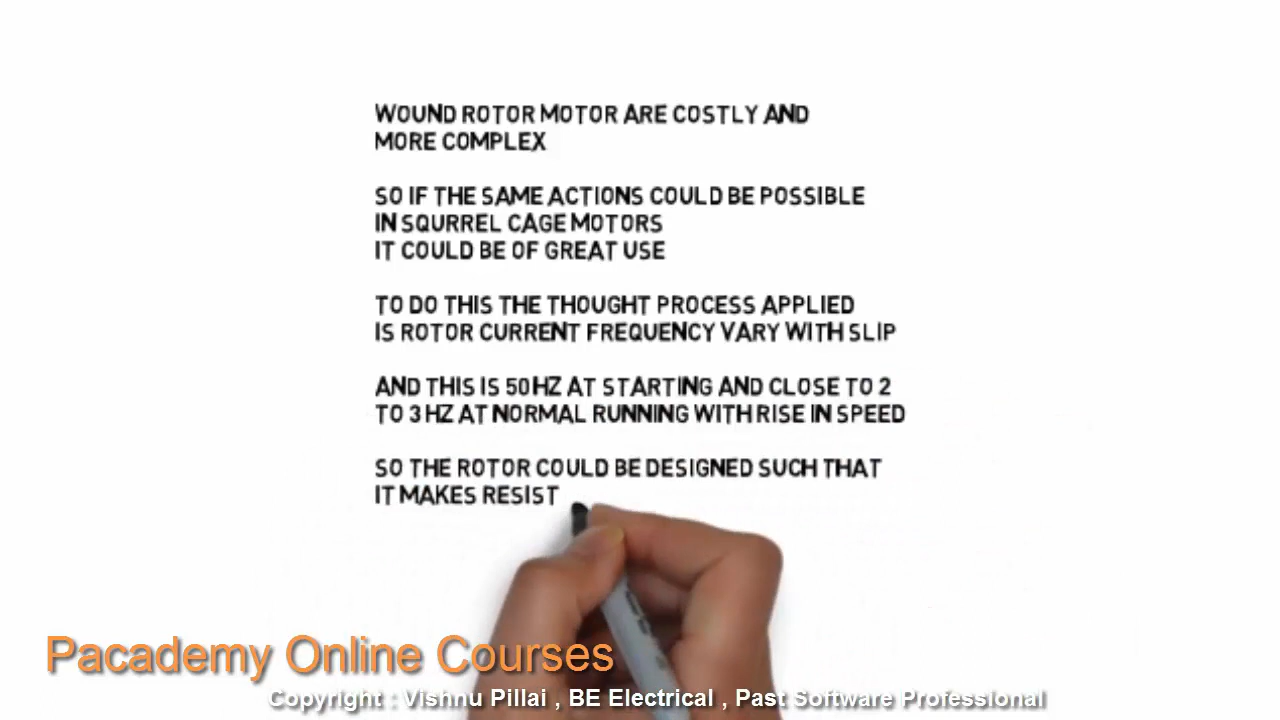 WOUND ROTOR MOTOR ARE COSTLY AND
MORE COMPLEX
SO IF THE SAME ACTIONS COULD BE POSSIBLE
IN SQURREL CAGE MOTORS
IT COULD BE OF GREAT USE
TO DO THIS THE THOUGHT PROCESS APPLIED
IS ROTOR CURRENT FREQUENCY VARY WITH SLIP
AND THIS IS 50HZ AT STARTING AND CLOSE TO 2
TO 3 HZ AT NORMAL RUNNING WITH RISE IN SPEED
SO THE ROTOR COULD BE DESIGNED SUCH THAT
IT MAKES RESIST
Pacademy Online Courses
Copyright : Vishnu Pillai , BE Electrical , Past Software Professional